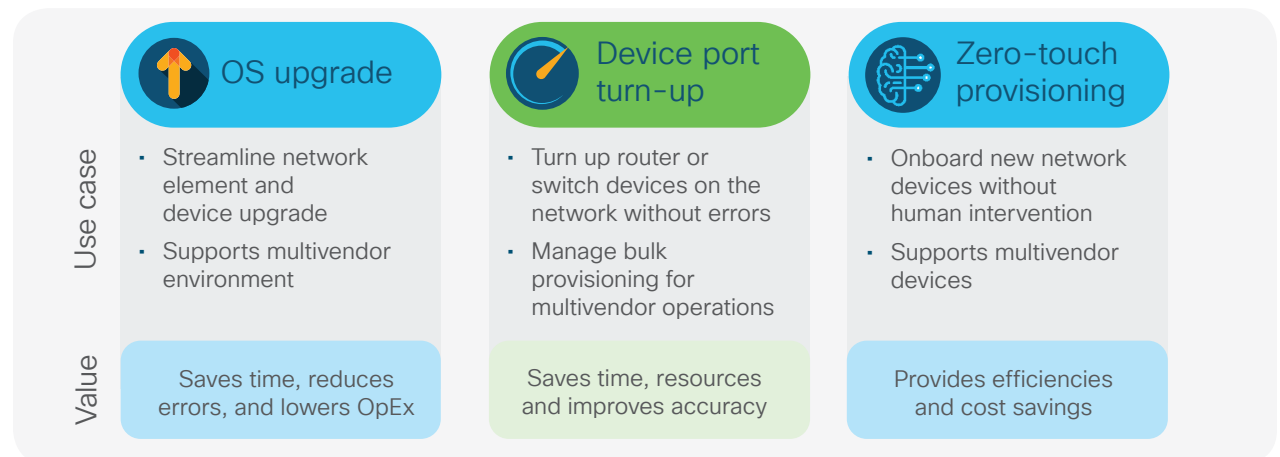 OS upgrade
Device port
turn-up
Zero-touch
provisioning
Use case
▪ Streamline network
element and
device upgrade
▪ Supports multivendor
environment
▪ Turn up router or
switch devices on the
network without errors
▪ Manage bulk
provisioning for
multivendor operations
▪ Onboard new network
devices without
human intervention
▪ Supports multivendor
devices
Value
Saves time, reduces
errors, and lowers OpEx
Saves time, resources
and improves accuracy
Provides efficiencies
and cost savings